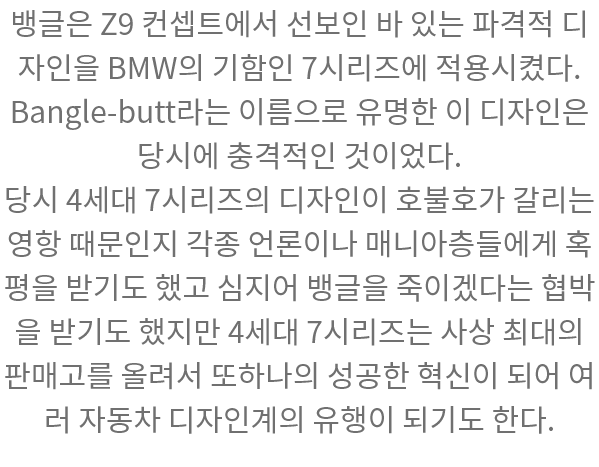 뱅글은 Z9 컨셉트에서 선보인 바 있는 파격적 디
자인을 BMW의 기함인 7시리즈에 적용시켰다.
Bangle-butt라는 이름으로 유명한 이 디자인은
당시에 충격적인 것이었다.
당시 4세대 7시리즈의 디자인이 호불호가 갈리는
영항 때문인지 각종 언론이나 매니아층들에게 혹
평을 받기도 했고 심지어 뱅글을 죽이겠다는 협박
을 받기도 했지만 4세대 7시리즈는 사상 최대의
판매고를 올려서 또하나의 성공한 혁신이 되어 여
러 자동차 디자인계의 유행이 되기도 한다.